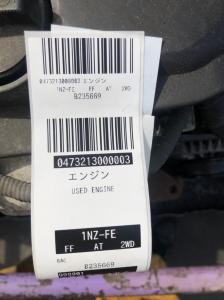 0473213000003 エンジン
1NZ-FE FF AT 2WD
B235669
0473213000003
エンジン
USED ENGINE
1NZ-FE
FF AT 2WD
B235669